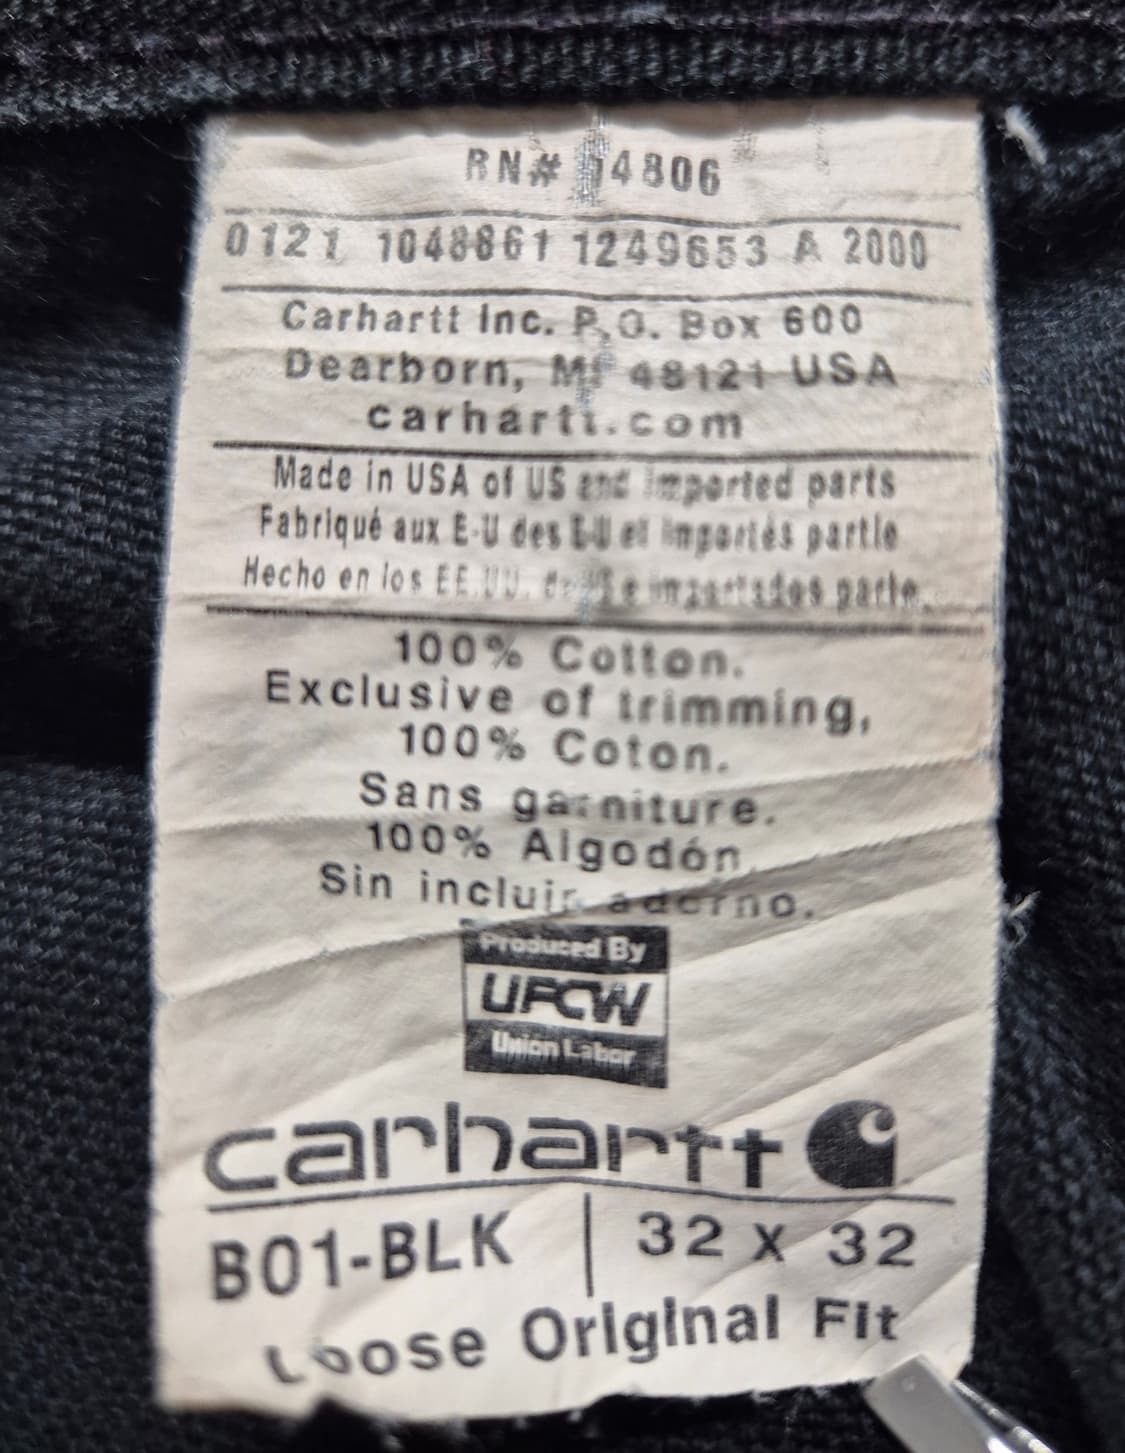 RN# 14806
0121 1048861 1249653 A 2000
Carhartt Inc. P.O. Box 600
Dearborn, MI 48121 USA
carhartt.com
Made in USA of US and imported parts
Fabriqué aux E-U des E-U et importés partie
Hecho en los EE.UU. de US e importados parte.
100% Cotton.
Exclusive of trimming,
100% Coton.
Sans garniture.
100% Algodón
Sin incluir adorno.
Produced By
UFCW
Union Labor
carhartt
B01-BLK | 32 X 32
Loose Original Fit